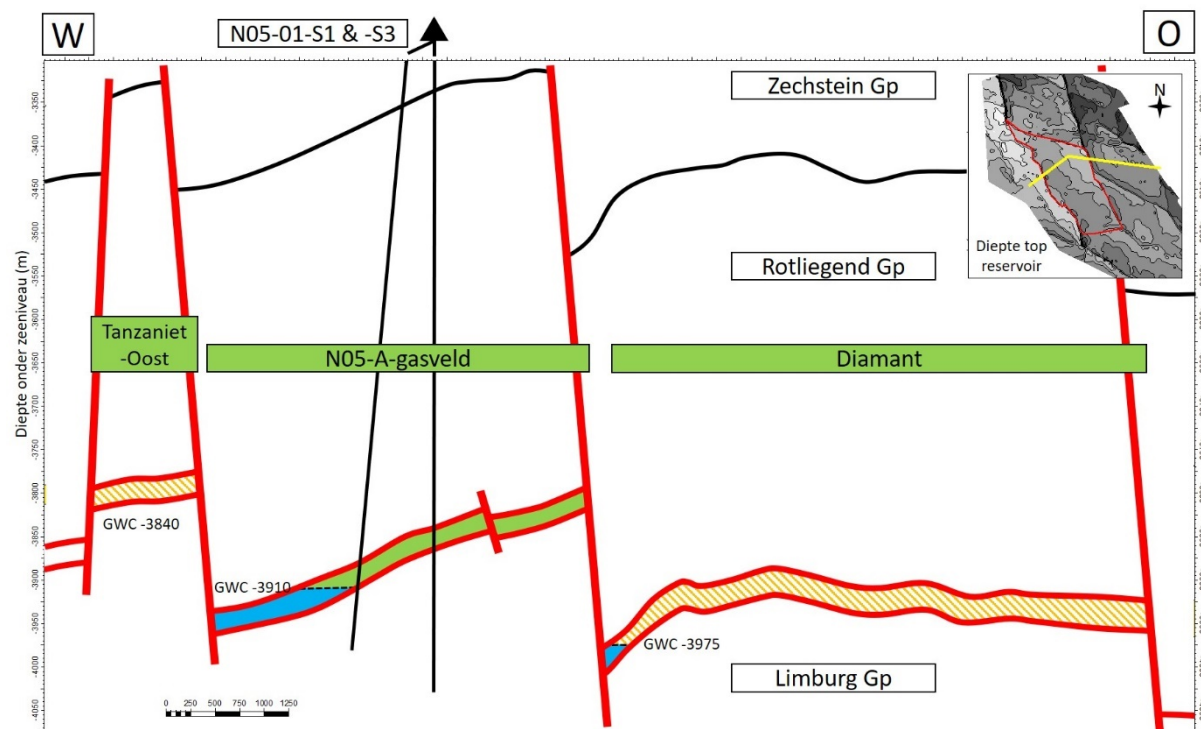 W
N05-01-S1 & -S3
O
Zechstein Gp
N
Diepte top
reservoir
Rotliegend Gp
Diepte onder zeeniveau (m)
-3350
-3400
-3450
-3500
-3550
-3600
-3650
-3700
-3750
-3800
-3850
-3900
-3950
-4000
-4050
Tanzaniet
-Oost
N05-A-gasveld
Diamant
GWC -3840
GWC -3910
GWC -3975
Limburg Gp
0 250 500 750 1000 1250